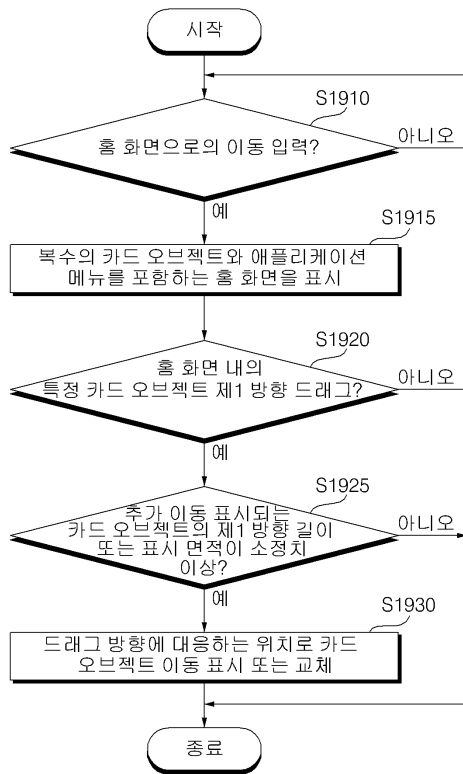 시작
S1910
홈 화면으로의 이동 입력?
아니오
예
S1915
복수의 카드 오브젝트와 애플리케이션
메뉴를 포함하는 홈 화면을 표시
S1920
홈 화면 내의
특정 카드 오브젝트 제1 방향 드래그?
아니오
예
S1925
추가 이동 표시되는
카드 오브젝트의 제1 방향 길이
또는 표시 면적이 소정치
이상?
아니오
예
S1930
드래그 방향에 대응하는 위치로 카드
오브젝트 이동 표시 또는 교체
종료